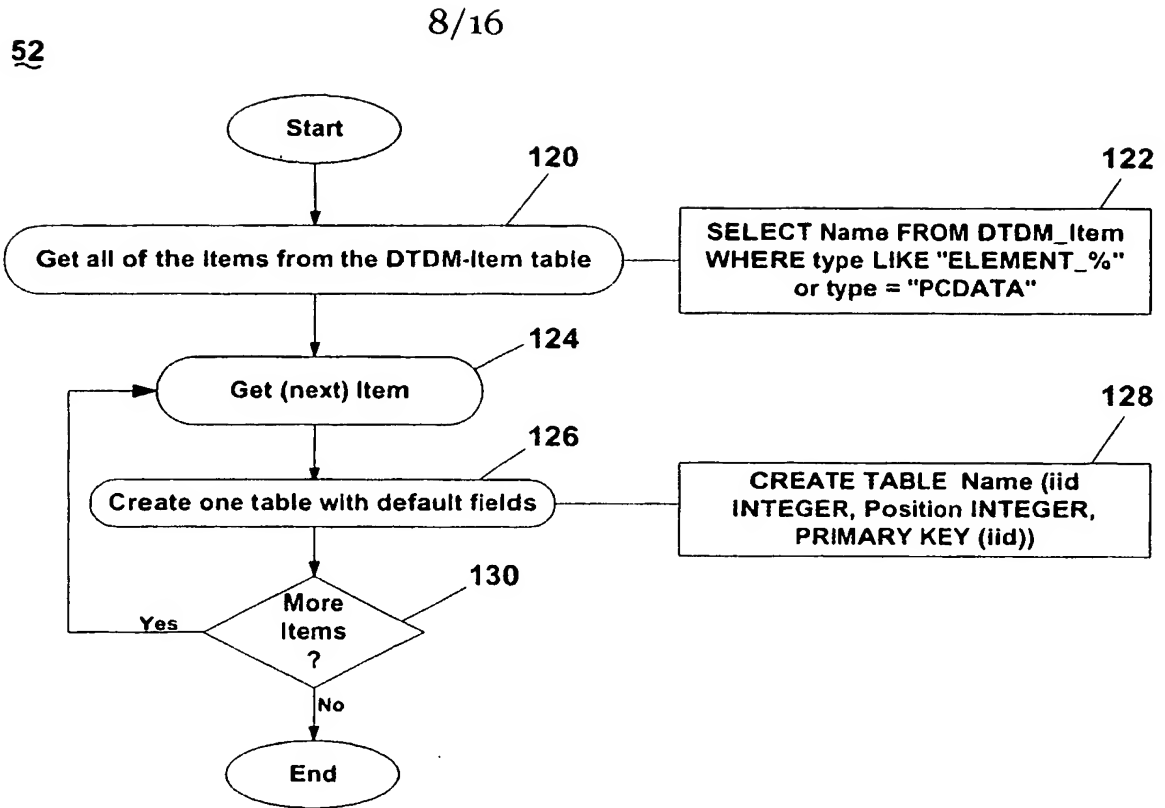 8/16
52
Start
120
122
Get all of the Items from the DTDM-Item table
SELECT Name FROM DTDM_Item
WHERE type LIKE "ELEMENT_%"
or type = "PCDATA"
124
Get (next) Item
128
126
Create one table with default fields
CREATE TABLE Name (iid
INTEGER, Position INTEGER,
PRIMARY KEY (iid))
130
More
Items
?
Yes
No
End